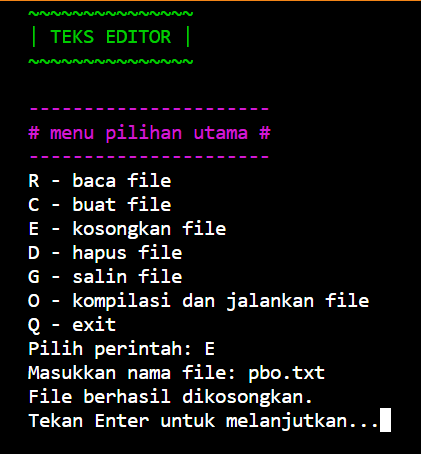 ~~~~~~~~~~~~~~~
| TEKS EDITOR |
~~~~~~~~~~~~~~~
----------------------
# menu pilihan utama #
----------------------
R - baca file
C - buat file
E - kosongkan file
D - hapus file
G - salin file
O - kompilasi dan jalankan file
Q - exit
Pilih perintah: E
Masukkan nama file: pbo.txt
File berhasil dikosongkan.
Tekan Enter untuk melanjutkan...